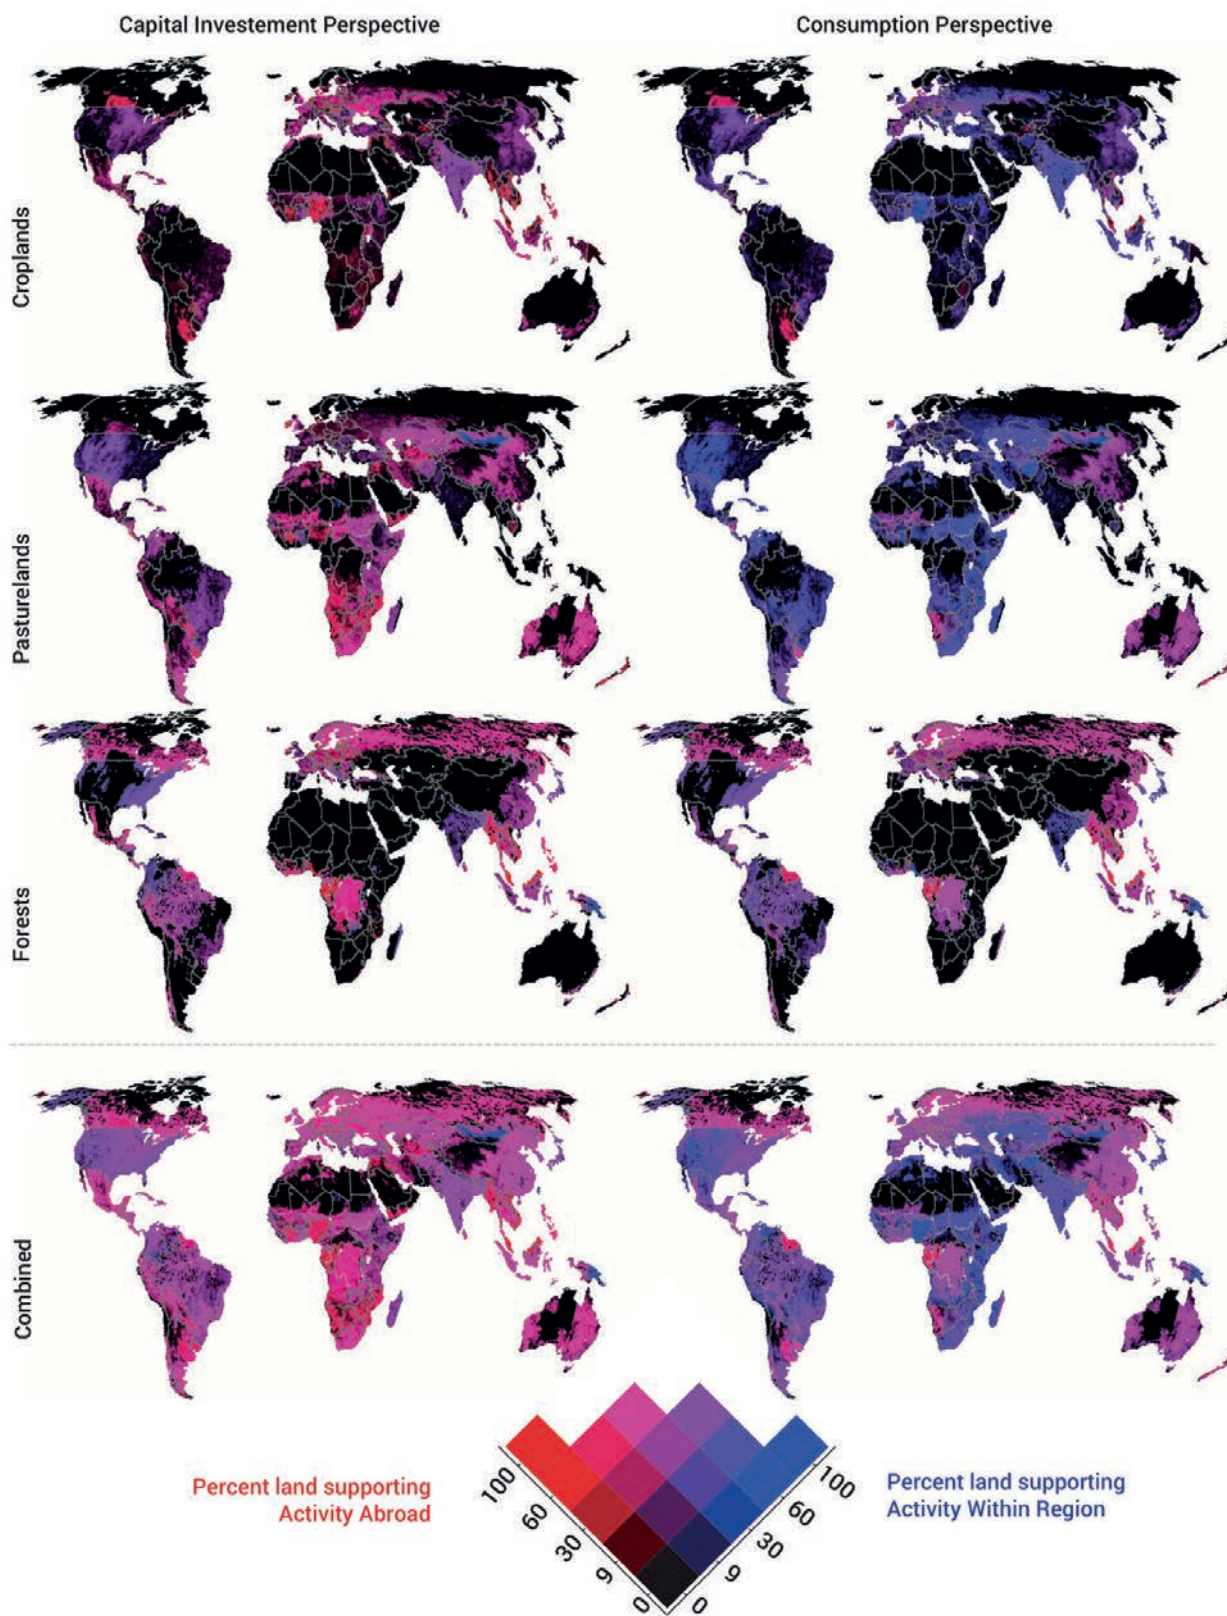 Capital Investement Perspective
Consumption Perspective
Croplands
Pasturelands
Forests
Combined
Percent land supporting
Activity Abroad
100
60
30
9
0
0
9
30
60
100
Percent land supporting
Activity Within Region